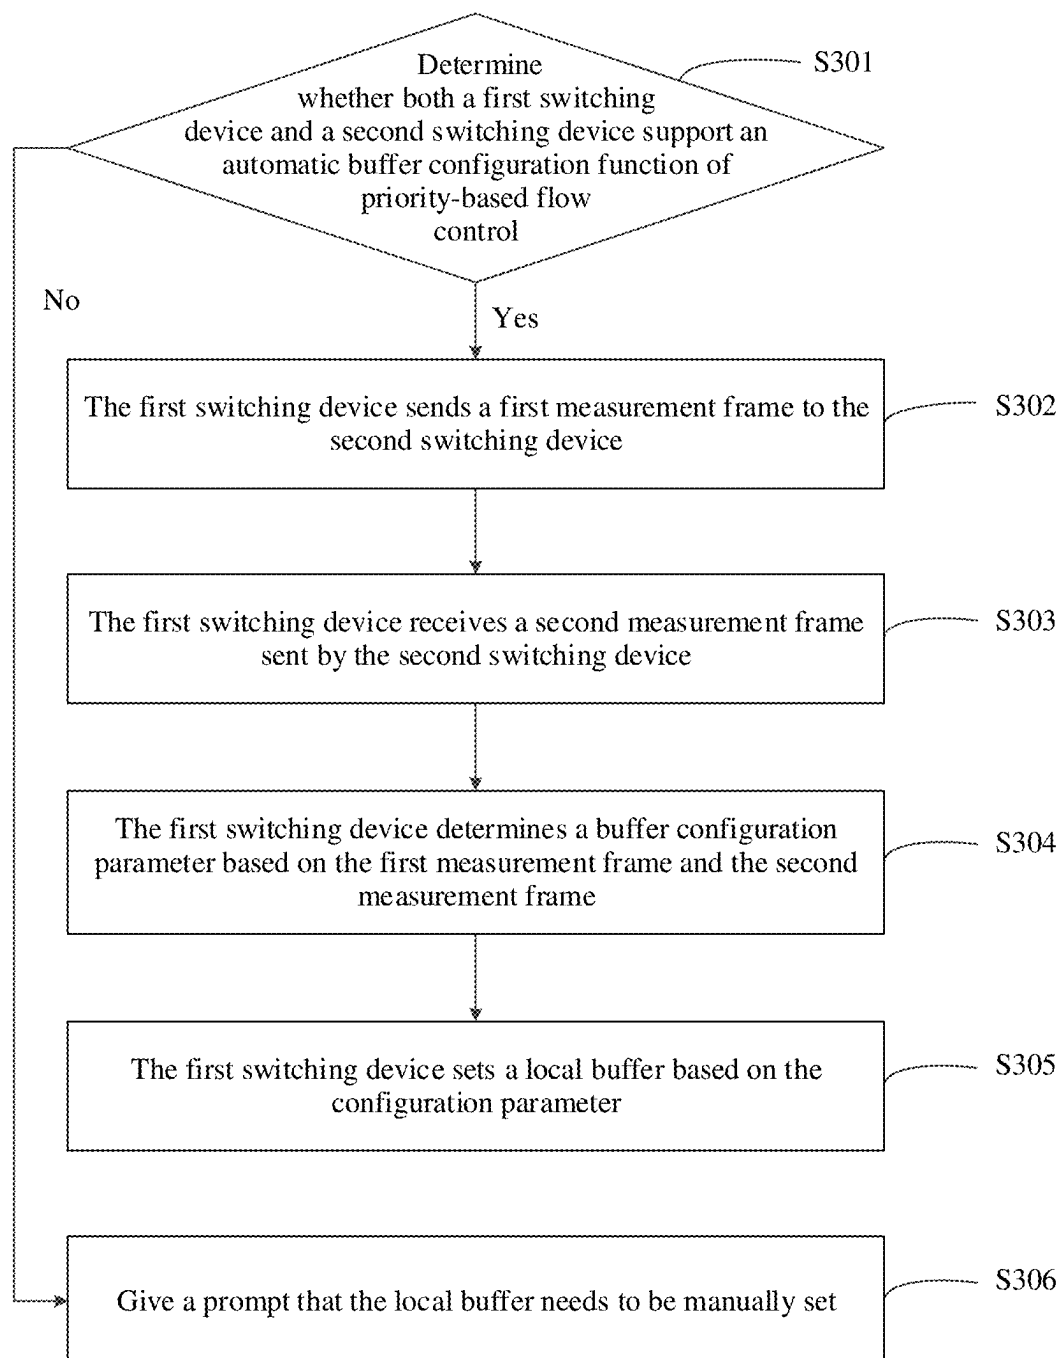 Determine
whether both a first switching
device and a second switching device support an
automatic buffer configuration function of
priority-based flow
control
S301
No
Yes
The first switching device sends a first measurement frame to the
second switching device
S302
The first switching device receives a second measurement frame
sent by the second switching device
S303
The first switching device determines a buffer configuration
parameter based on the first measurement frame and the second
measurement frame
S304
The first switching device sets a local buffer based on the
configuration parameter
S305
Give a prompt that the local buffer needs to be manually set
S306